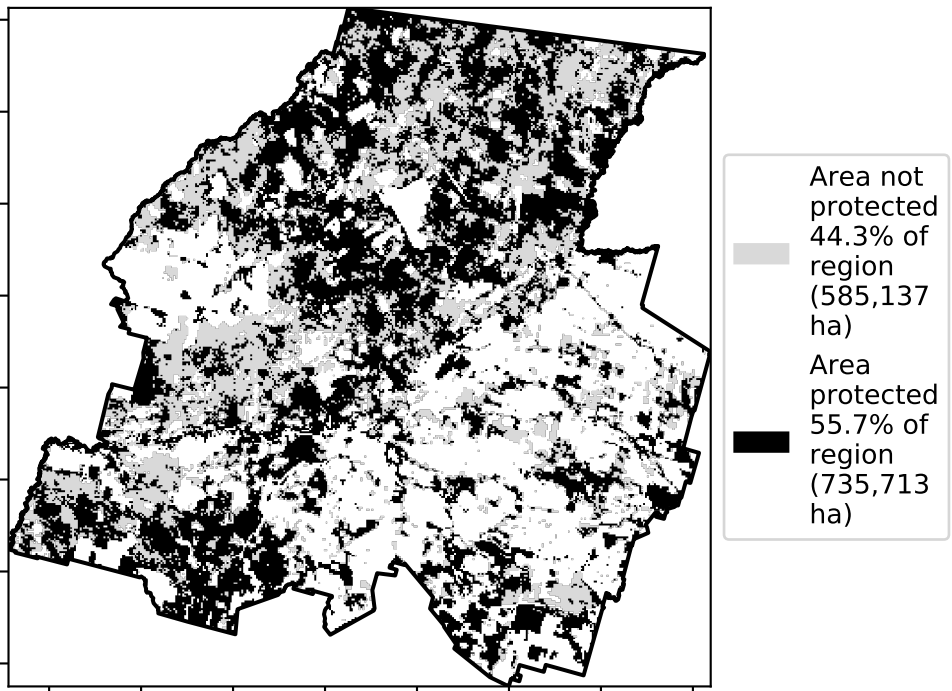 Area not
protected
44.3% of
region
(585,137
ha)
Area
protected
55.7% of
region
(735,713
ha)